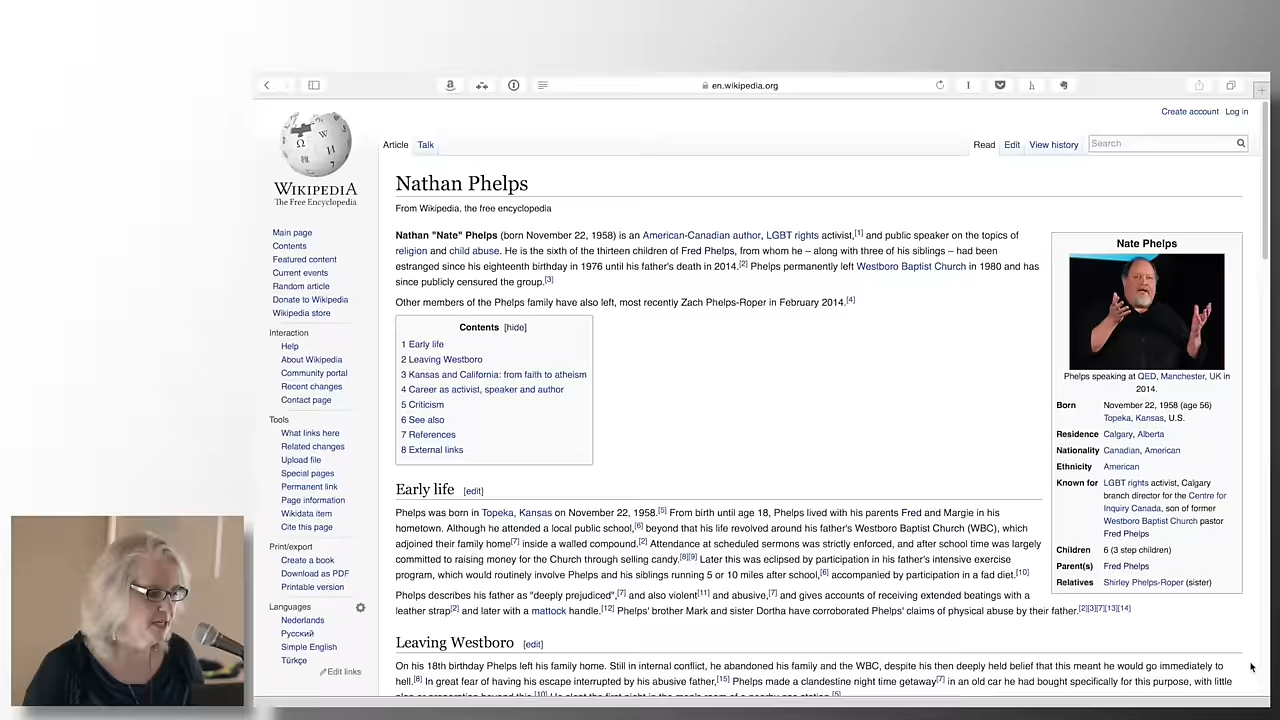 en.wikipedia.org
Create account Log in
Article Talk Read Edit View history Search
WIKIPEDIA
The Free Encyclopedia
Main page
Contents
Featured content
Current events
Random article
Donate to Wikipedia
Wikipedia store
Interaction
Help
About Wikipedia
Community portal
Recent changes
Contact page
Tools
What links here
Related changes
Upload file
Special pages
Permanent link
Page information
Wikidata item
Cite this page
Print/export
Create a book
Download as PDF
Printable version
Languages
Nederlands
Русский
Simple English
Türkçe
Edit links
Nathan Phelps
From Wikipedia, the free encyclopedia
Nathan "Nate" Phelps (born November 22, 1958) is an American-Canadian author, LGBT rights activist,[1] and public speaker on the topics of
religion and child abuse. He is the sixth of the thirteen children of Fred Phelps, from whom he – along with three of his siblings – had been
estranged since his eighteenth birthday in 1976 until his father's death in 2014.[2] Phelps permanently left Westboro Baptist Church in 1980 and has
since publicly censured the group.[3]
Other members of the Phelps family have also left, most recently Zach Phelps-Roper in February 2014.[4]
Contents [hide]
1 Early life
2 Leaving Westboro
3 Kansas and California: from faith to atheism
4 Career as activist, speaker and author
5 Criticism
6 See also
7 References
8 External links
Nate Phelps
Phelps speaking at QED, Manchester, UK in
2014.
Born November 22, 1958 (age 56)
Topeka, Kansas, U.S.
Residence Calgary, Alberta
Nationality Canadian, American
Ethnicity American
Known for LGBT rights activist, Calgary
branch director for the Centre for
Inquiry Canada, son of former
Westboro Baptist Church pastor
Fred Phelps
Children 6 (3 step children)
Parent(s) Fred Phelps
Relatives Shirley Phelps-Roper (sister)
Early life [edit]
Phelps was born in Topeka, Kansas on November 22, 1958.[5] From birth until age 18, Phelps lived with his parents Fred and Margie in his
hometown. Although he attended a local public school,[6] beyond that his life revolved around his father's Westboro Baptist Church (WBC), which
adjoined their family home[7] inside a walled compound.[2] Attendance at scheduled sermons was strictly enforced, and after school time was largely
committed to raising money for the Church through selling candy.[8][9] Later this was eclipsed by participation in his father's intensive exercise
program, which would routinely involve Phelps and his siblings running 5 or 10 miles after school,[6] accompanied by participation in a fad diet.[10]
Phelps describes his father as "deeply prejudiced",[7] and also violent[11] and abusive,[7] and gives accounts of receiving extended beatings with a
leather strap[2] and later with a mattock handle.[12] Phelps' brother Mark and sister Dortha have corroborated Phelps' claims of physical abuse by their father.[2][3][7][13][14]
Leaving Westboro [edit]
On his 18th birthday Phelps left his family home. Still in internal conflict, he abandoned his family and the WBC, despite his then deeply held belief that this meant he would go immediately to
hell.[8] In great fear of having his escape interrupted by his abusive father,[15] Phelps made a clandestine night time getaway[7] in an old car he had bought specifically for this purpose, with little